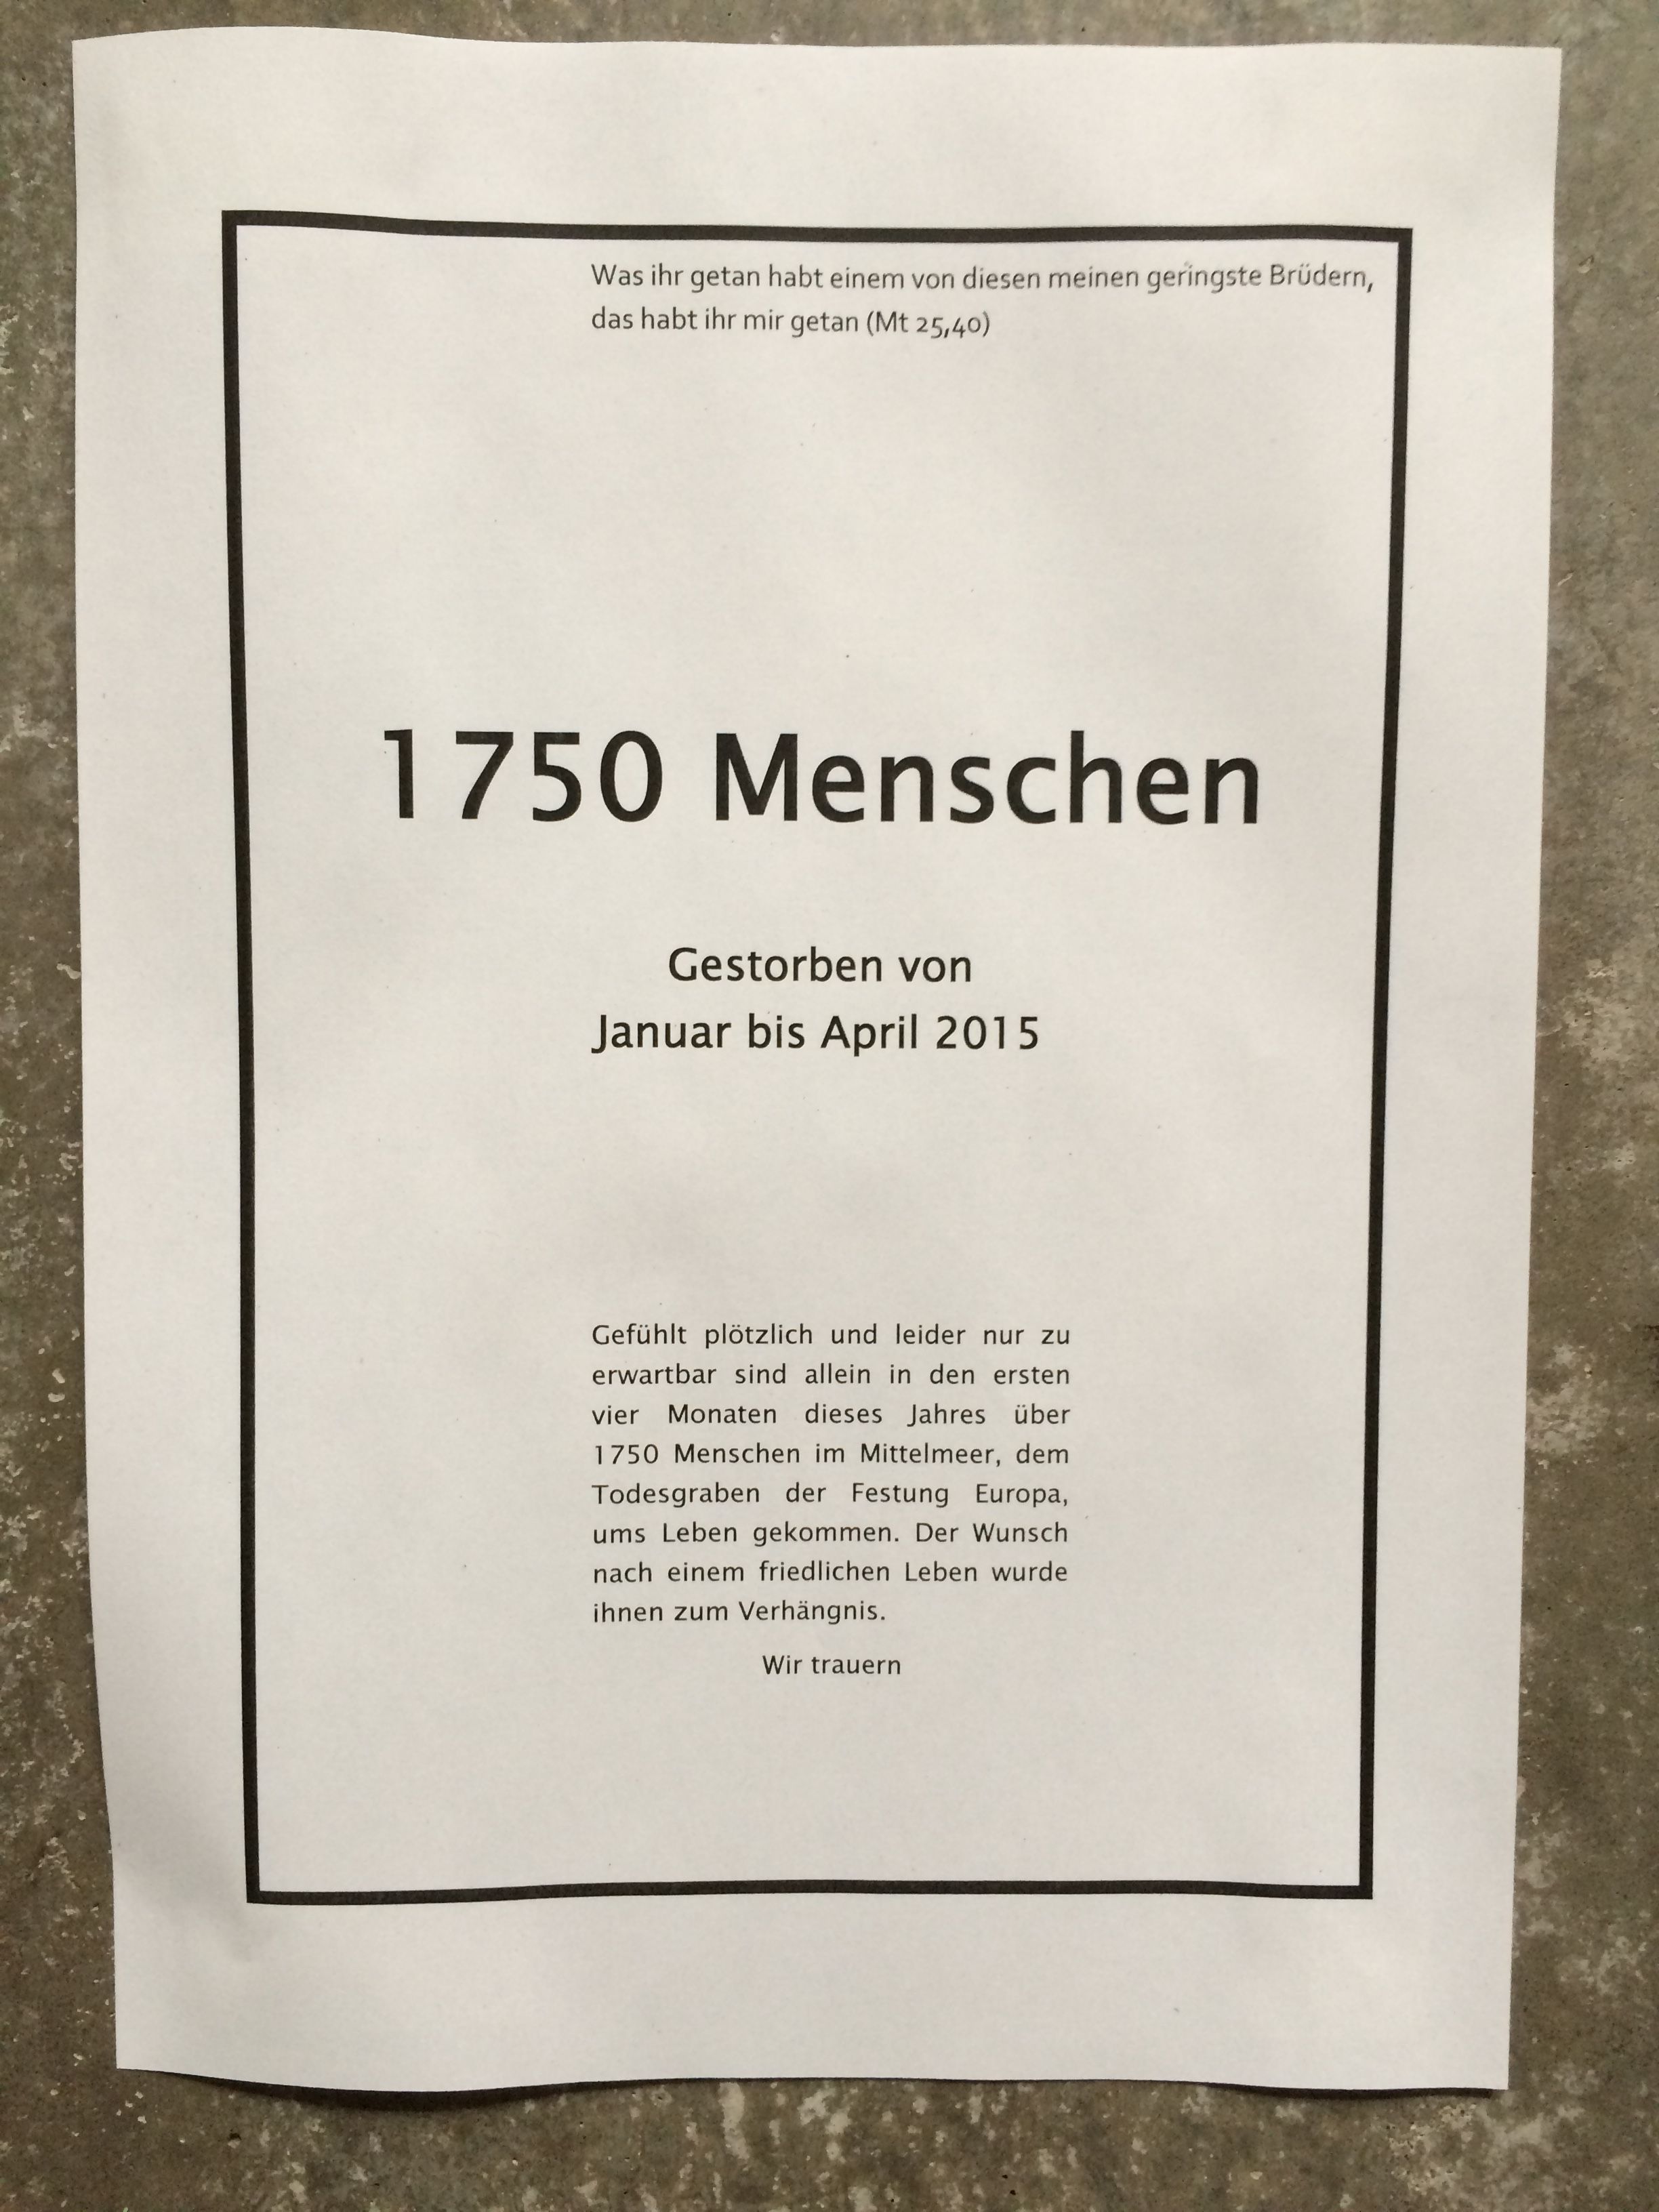 Was ihr getan habt einem von diesen meinen geringste Brüdern,
das habt ihr mir getan (Mt 25,40)
1750 Menschen
Gestorben von
Januar bis April 2015
Gefühlt plötzlich und leider nur zu
erwartbar sind allein in den ersten
vier Monaten dieses Jahres über
1750 Menschen im Mittelmeer, dem
Todesgraben der Festung Europa,
ums Leben gekommen. Der Wunsch
nach einem friedlichen Leben wurde
ihnen zum Verhängnis.
Wir trauern